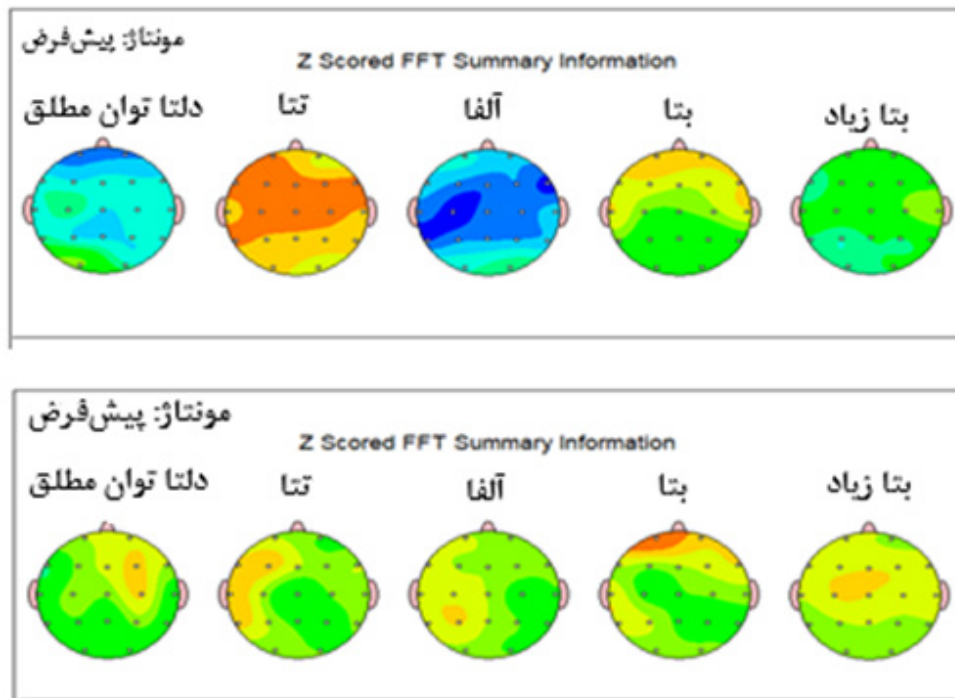 مونتاژ: پیش‌فرض
Z Scored FFT Summary Information
دلتا توان مطلق
تتا
آلفا
بتا
بتا زیاد
مونتاژ: پیش‌فرض
Z Scored FFT Summary Information
دلتا توان مطلق
تتا
آلفا
بتا
بتا زیاد